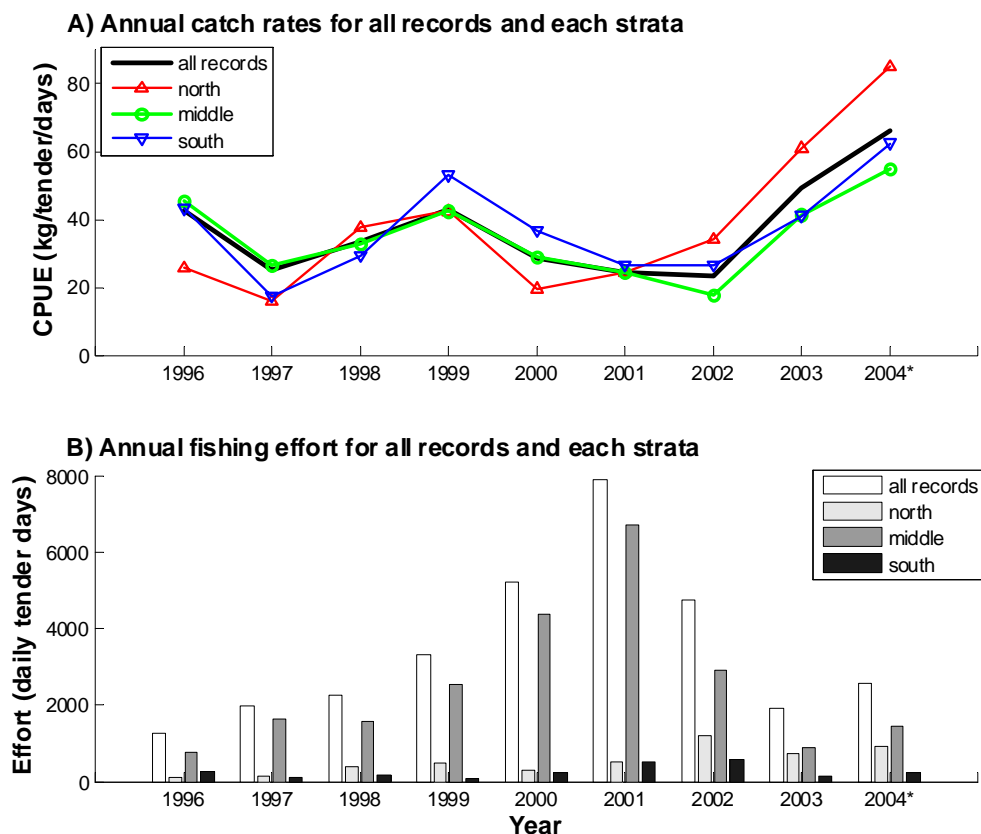 A) Annual catch rates for all records and each strata
CPUE (kg/tender/days)
80
60
40
20
0
all records
north
middle
south
1996 1997 1998 1999 2000 2001 2002 2003 2004*
B) Annual fishing effort for all records and each strata
Effort (daily tender days)
8000
6000
4000
2000
0
all records
north
middle
south
1996 1997 1998 1999 2000 2001 2002 2003 2004*
Year